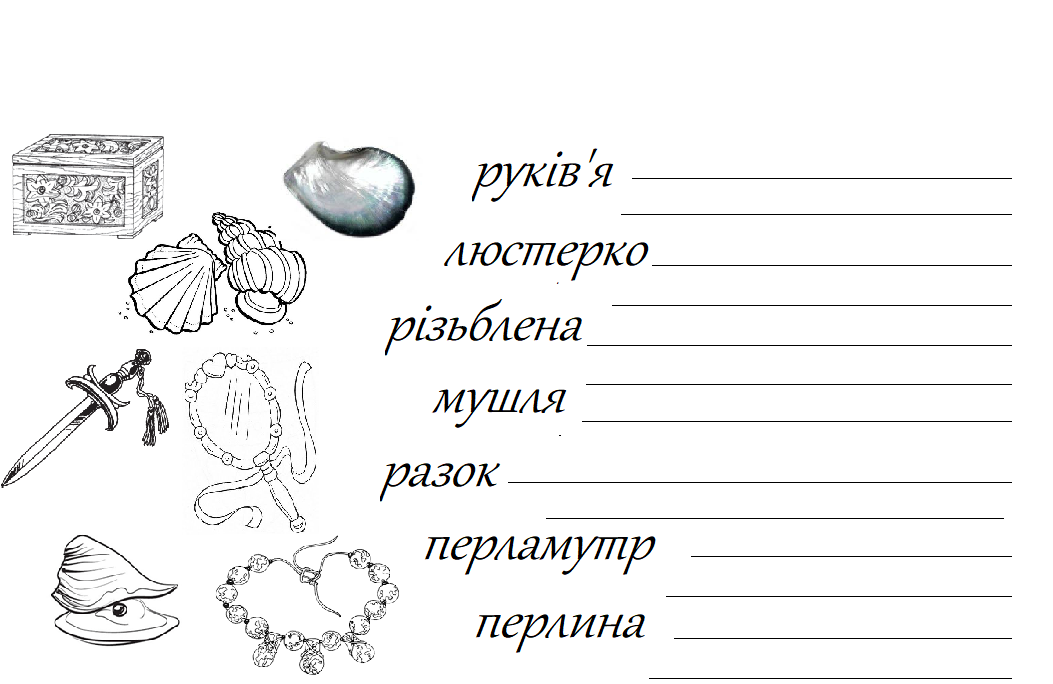 руків'я
люстерко
різьблена
мушля
разок
перламутр
перлина